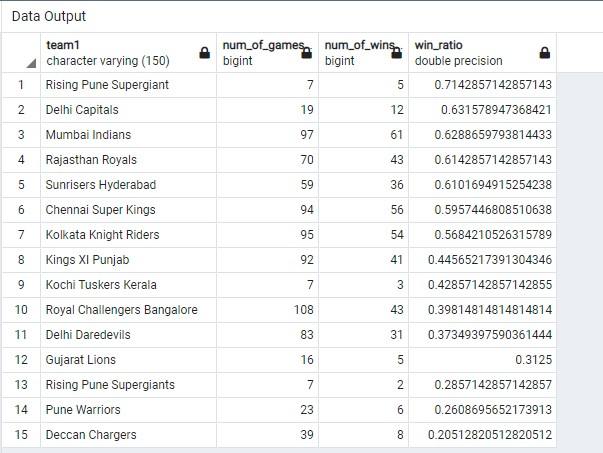 Data Output
team1 num_of_games num_of_wins win_ratio
character varying (150) bigint bigint double precision
1 Rising Pune Supergiant 7 5 0.7142857142857143
2 Delhi Capitals 19 12 0.631578947368421
3 Mumbai Indians 97 61 0.6288659793814433
4 Rajasthan Royals 70 43 0.6142857142857143
5 Sunrisers Hyderabad 59 36 0.6101694915254238
6 Chennai Super Kings 94 56 0.5957446808510638
7 Kolkata Knight Riders 95 54 0.5684210526315789
8 Kings XI Punjab 92 41 0.44565217391304346
9 Kochi Tuskers Kerala 7 3 0.42857142857142855
10 Royal Challengers Bangalore 108 43 0.39814814814814814
11 Delhi Daredevils 83 31 0.37349397590361444
12 Gujarat Lions 16 5 0.3125
13 Rising Pune Supergiants 7 2 0.2857142857142857
14 Pune Warriors 23 6 0.2608695652173913
15 Deccan Chargers 39 8 0.20512820512820512